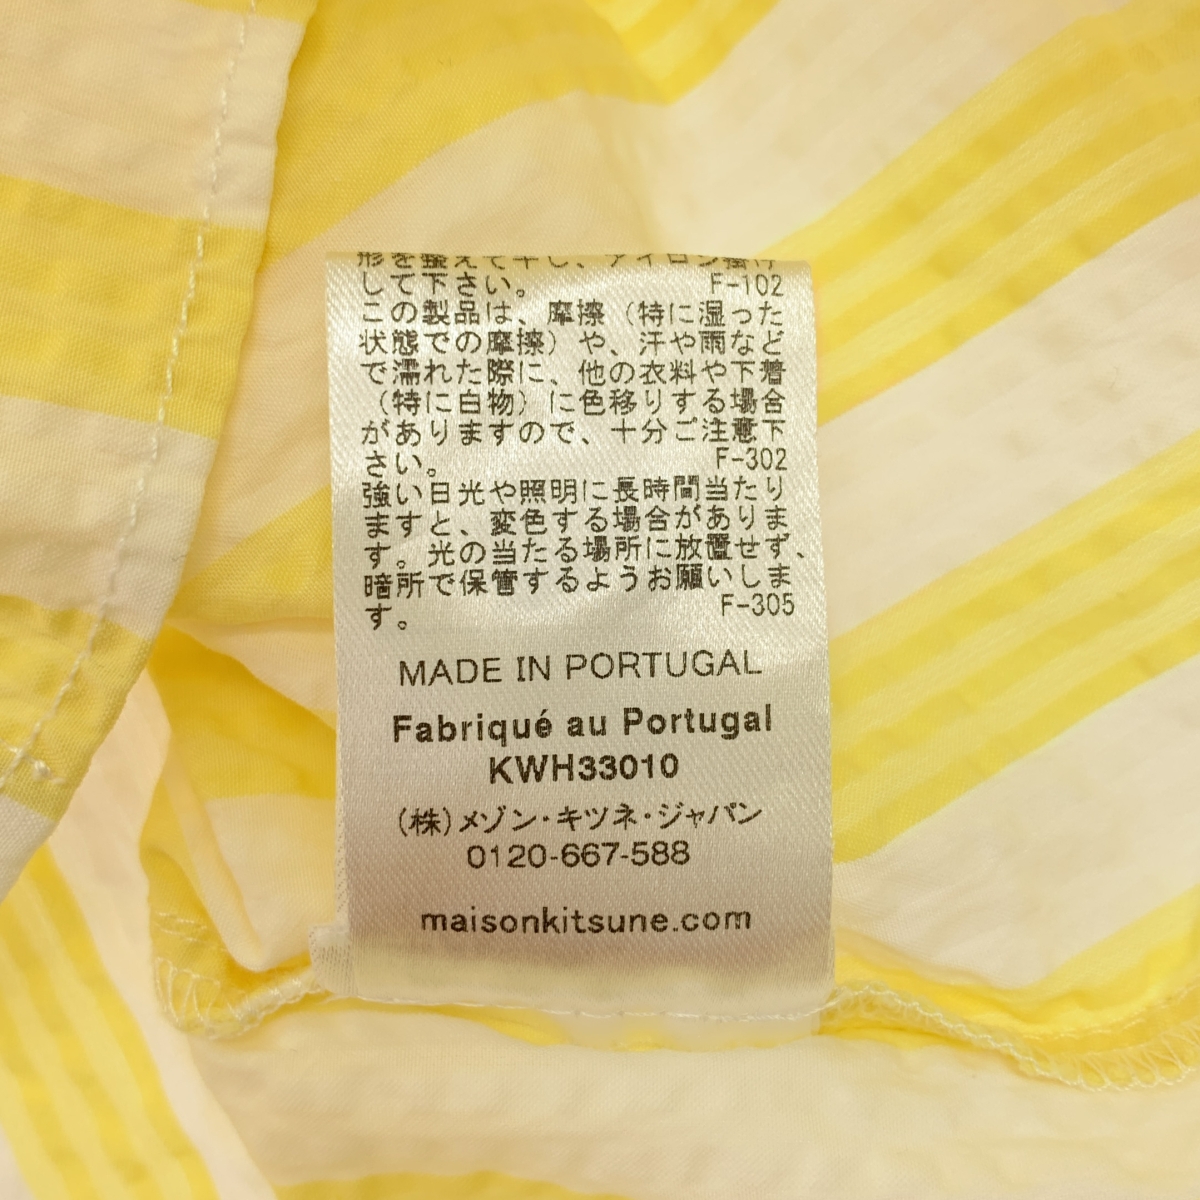 形を整えて干し、アイロン掛け
して下さい。 F-102
この製品は、摩擦（特に湿った
状態での摩擦）や、汗や雨など
で濡れた際に、他の衣料や下着
（特に白物）に色移りする場合
がありますので、十分ご注意下
さい。 F-302
強い日光や照明に長時間当たり
ますと、変色する場合がありま
す。光の当たる場所に放置せず、
暗所で保管するようお願いしま
す。 F-305
MADE IN PORTUGAL
Fabriqué au Portugal
KWH33010
(株)メゾン・キツネ・ジャパン
0120-667-588
maisonkitsune.com